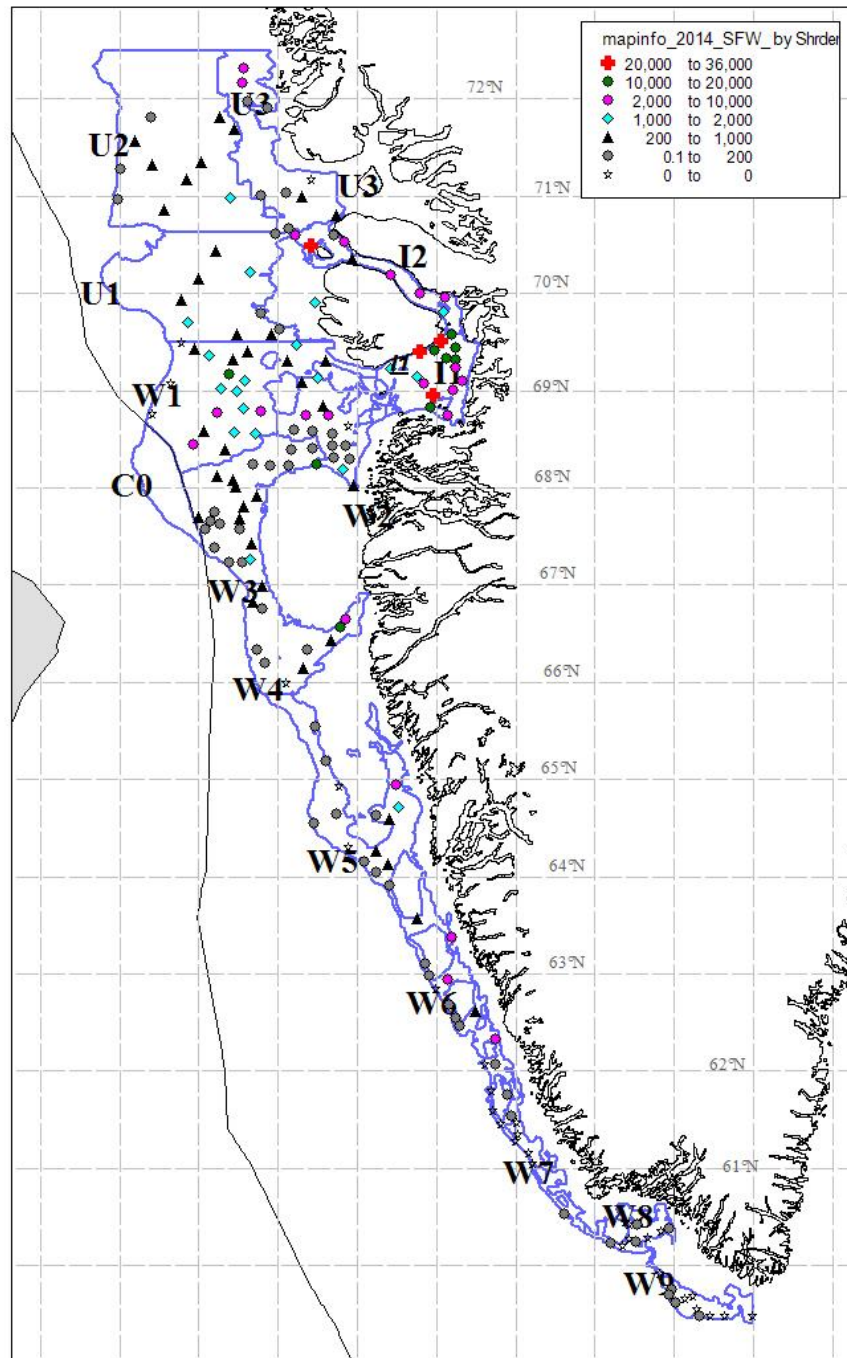 mapinfo_2014_SFW_ by Shrder
20,000 to 36,000
10,000 to 20,000
2,000 to 10,000
1,000 to 2,000
200 to 1,000
0.1 to 200
0 to 0
72°N
U3
U2
U3
71°N
I2
70°N
U1
I1
I1
69°N
W1
C0
68°N
W2
67°N
W3
66°N
W4
65°N
W5
64°N
63°N
W6
62°N
W7
61°N
W8
W9